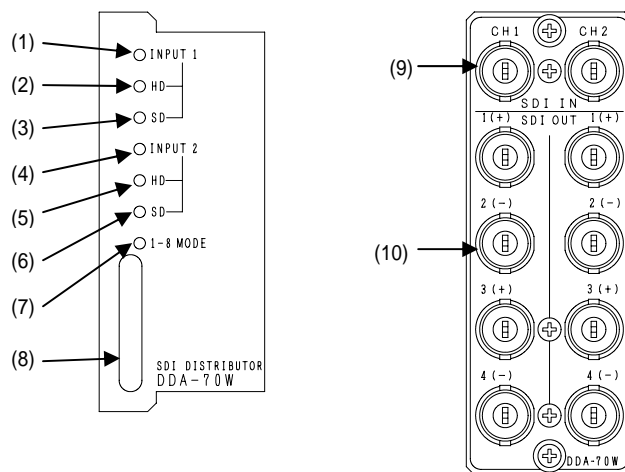 (1) INPUT 1
(2) HD
(3) SD
(4) INPUT 2
(5) HD
(6) SD
(7) 1-8 MODE
(8)
SDI DISTRIBUTOR
DDA-70W
CH1 CH2
(9)
SDI IN
SDI OUT
1(+) 1(+)
2(-) 2(-)
(10)
3(+) 3(+)
4(-) 4(-)
DDA-70W